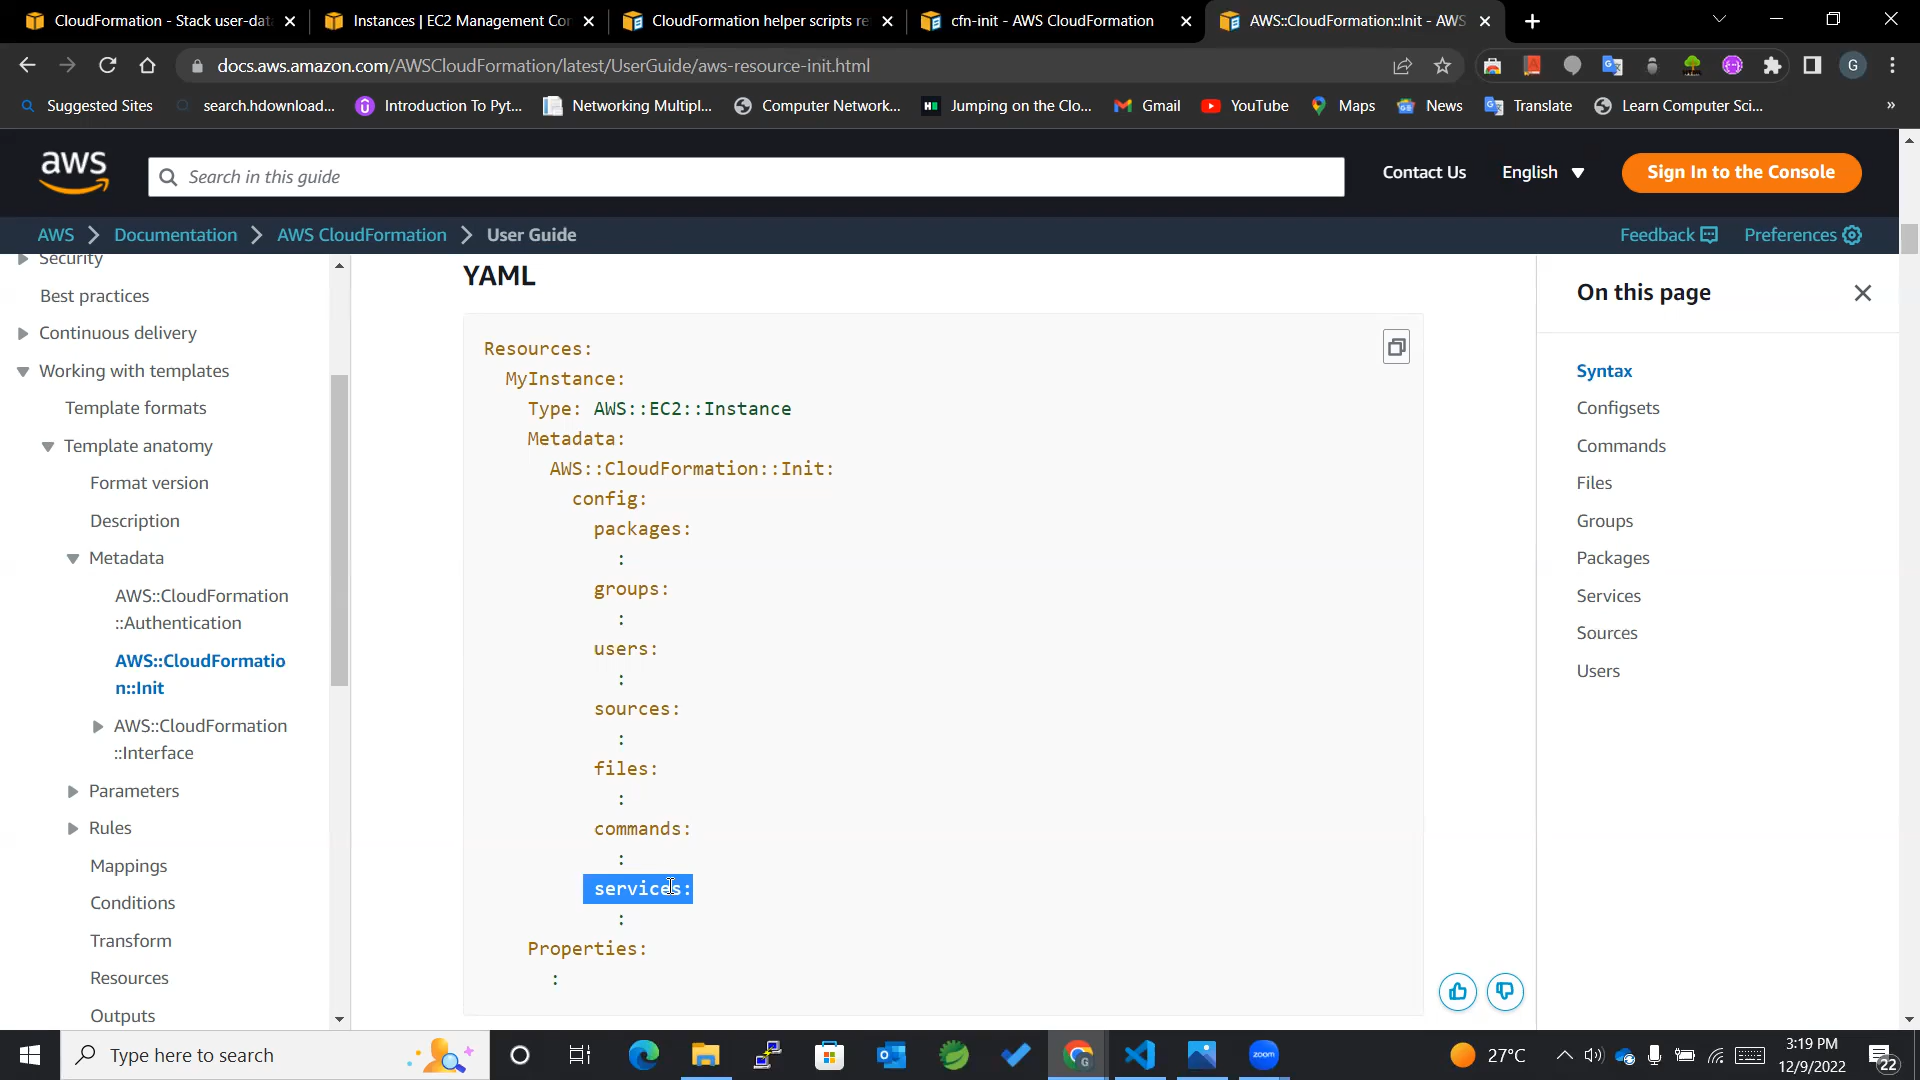 CloudFormation - Stack user-dat
Instances | EC2 Management Co
CloudFormation helper scripts re
cfn-init - AWS CloudFormation
AWS::CloudFormation::Init - AWS
docs.aws.amazon.com/AWSCloudFormation/latest/UserGuide/aws-resource-init.html
G
Suggested Sites
search.hdownload...
Introduction To Pyt...
Networking Multipl...
Computer Network...
Jumping on the Clo...
Gmail
YouTube
Maps
News
Translate
Learn Computer Sci...
»
aws
Search in this guide
Contact Us
English
Sign In to the Console
AWS
Documentation
AWS CloudFormation
User Guide
Feedback
Preferences
Security
Best practices
Continuous delivery
Working with templates
Template formats
Template anatomy
Format version
Description
Metadata
AWS::CloudFormation
::Authentication
AWS::CloudFormatio
n::Init
AWS::CloudFormation
::Interface
Parameters
Rules
Mappings
Conditions
Transform
Resources
Outputs
YAML
Resources:
MyInstance:
Type: AWS::EC2::Instance
Metadata:
AWS::CloudFormation::Init:
config:
packages:
:
groups:
:
users:
:
sources:
:
files:
:
commands:
:
services:
:
Properties:
:
On this page
Syntax
Configsets
Commands
Files
Groups
Packages
Services
Sources
Users
Type here to search
zoom
27°C
3:19 PM
12/9/2022
22